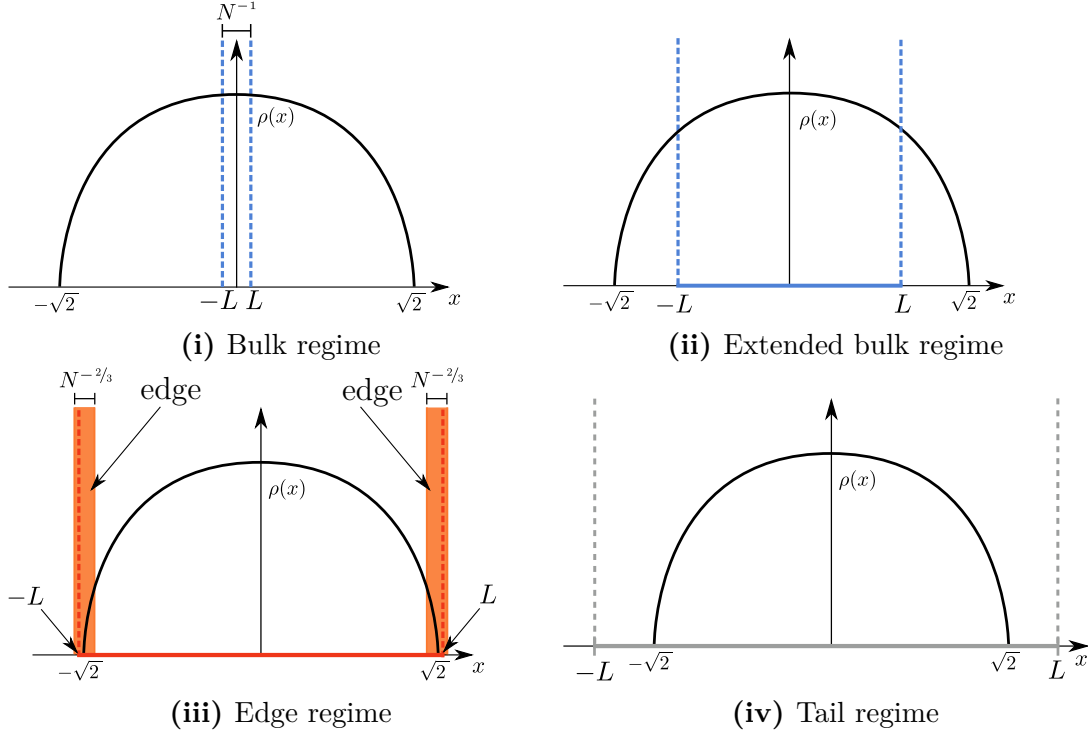 N^{-1}
ρ(x)
−√2
−L
L
√2
x
(i) Bulk regime
ρ(x)
−√2
−L
L
√2
x
(ii) Extended bulk regime
N^{-2/3}
edge
edge
N^{-2/3}
ρ(x)
−L
L
−√2
√2
x
(iii) Edge regime
ρ(x)
−L
−√2
√2
L
x
(iv) Tail regime